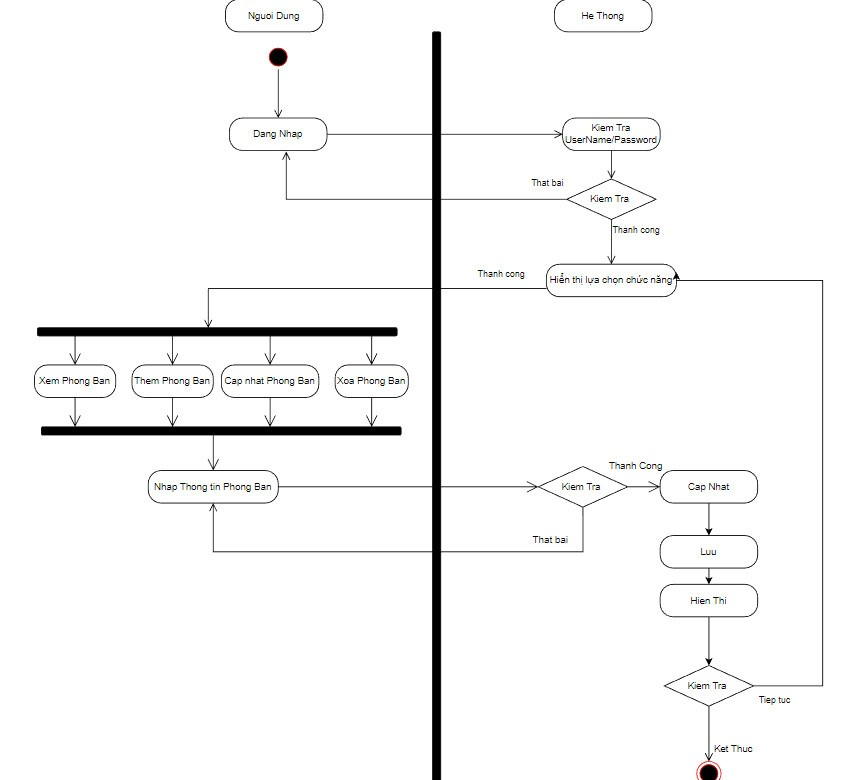 Nguoi Dung
He Thong
Dang Nhap
Kiem Tra
UserName/Password
That bai
Kiem Tra
Thanh cong
Thanh cong
Hiển thị lựa chọn chức năng
Xem Phong Ban
Them Phong Ban
Cap nhat Phong Ban
Xoa Phong Ban
Nhap Thong tin Phong Ban
Kiem Tra
Thanh Cong
Cap Nhat
That bai
Luu
Hien Thi
Kiem Tra
Tiep tuc
Ket Thuc